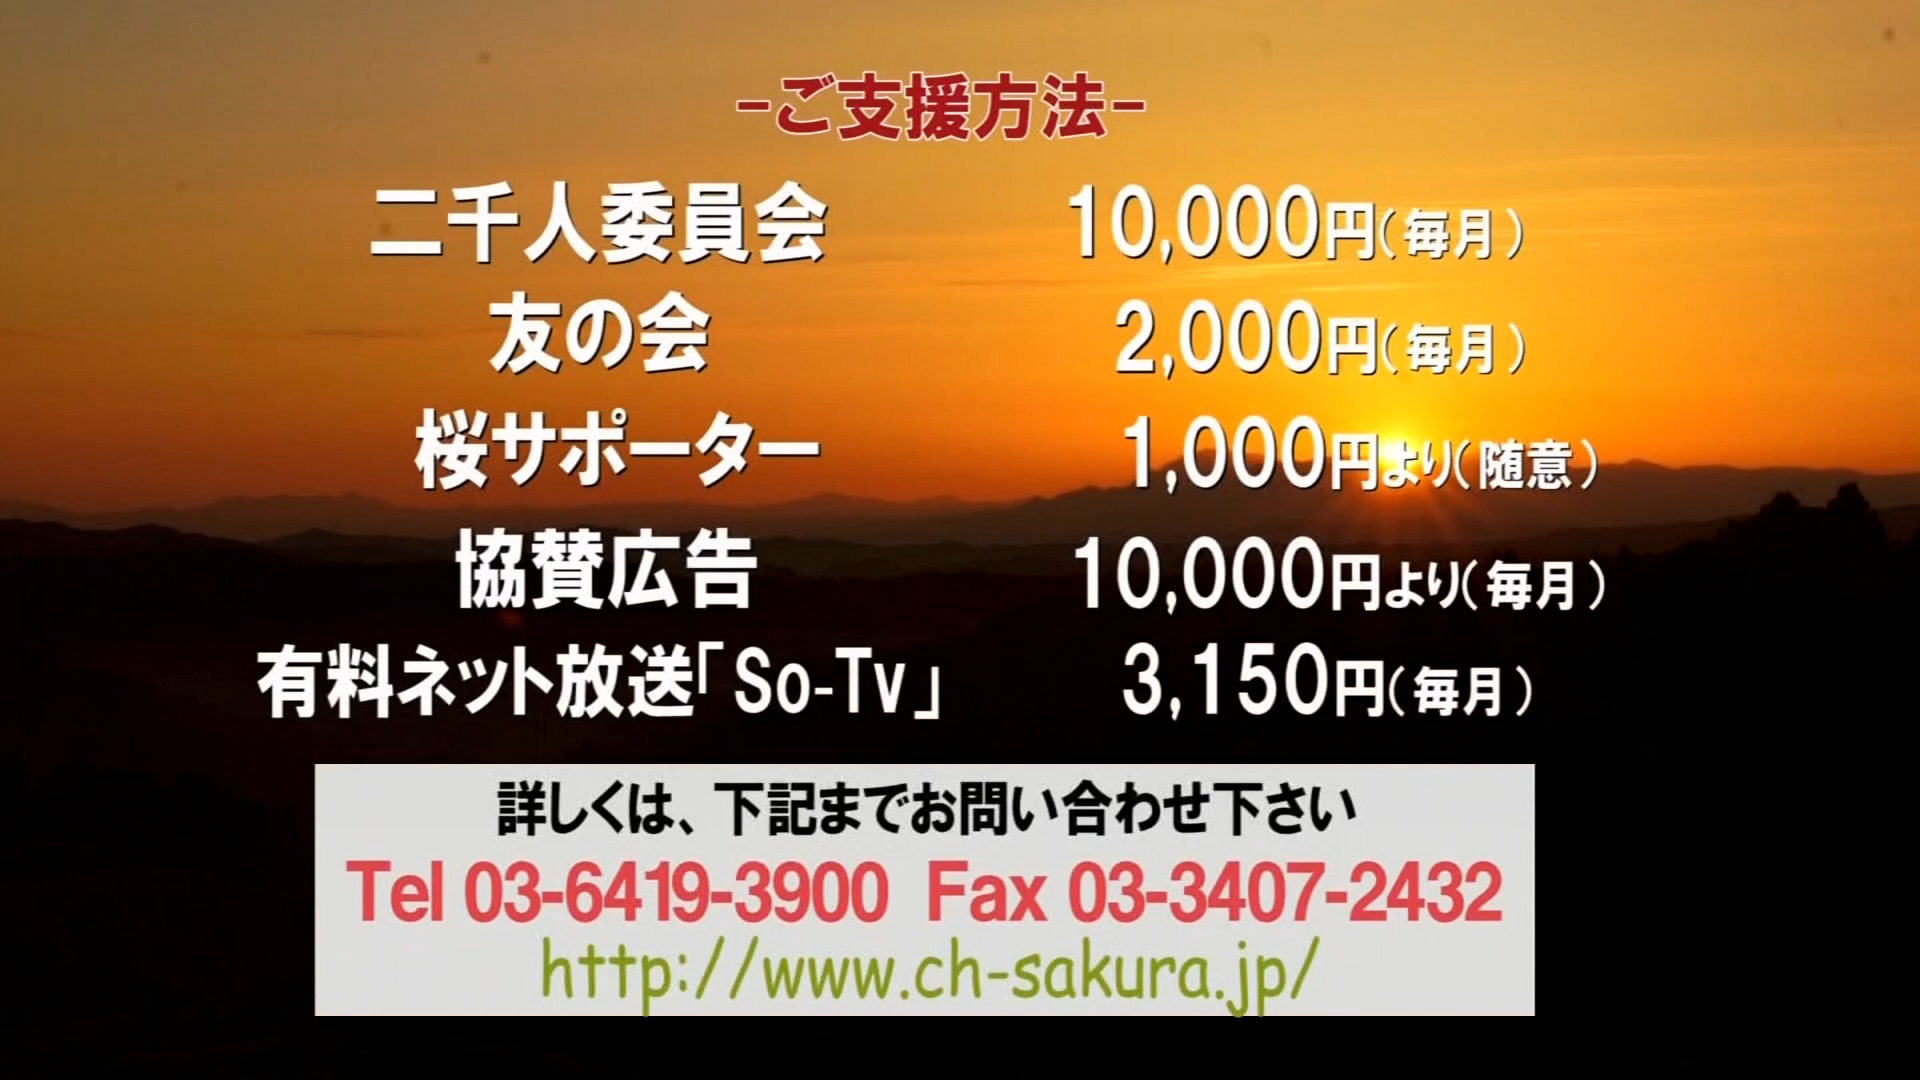 -ご支援方法-
二千人委員会 10,000円(毎月)
友の会 2,000円(毎月)
桜サポーター 1,000円より(随意)
協賛広告 10,000円より(毎月)
有料ネット放送「So-Tv」 3,150円(毎月)
詳しくは、下記までお問い合わせ下さい
Tel 03-6419-3900 Fax 03-3407-2432
http://www.ch-sakura.jp/